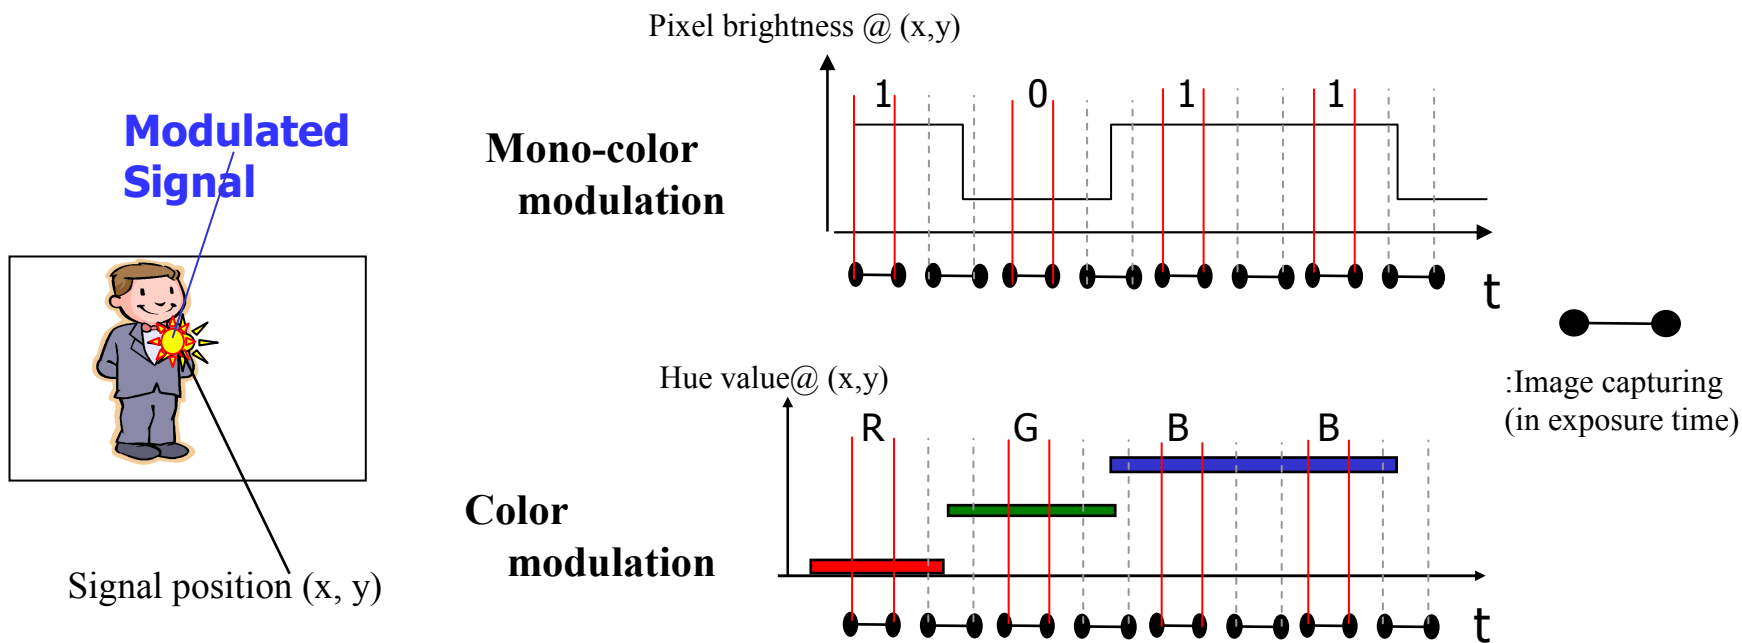 Modulated
Signal
Signal position (x, y)
Pixel brightness @ (x,y)
Mono-color
modulation
1 0 1 1
t
Hue value@ (x,y)
Color
modulation
R G B B
t
:Image capturing
(in exposure time)